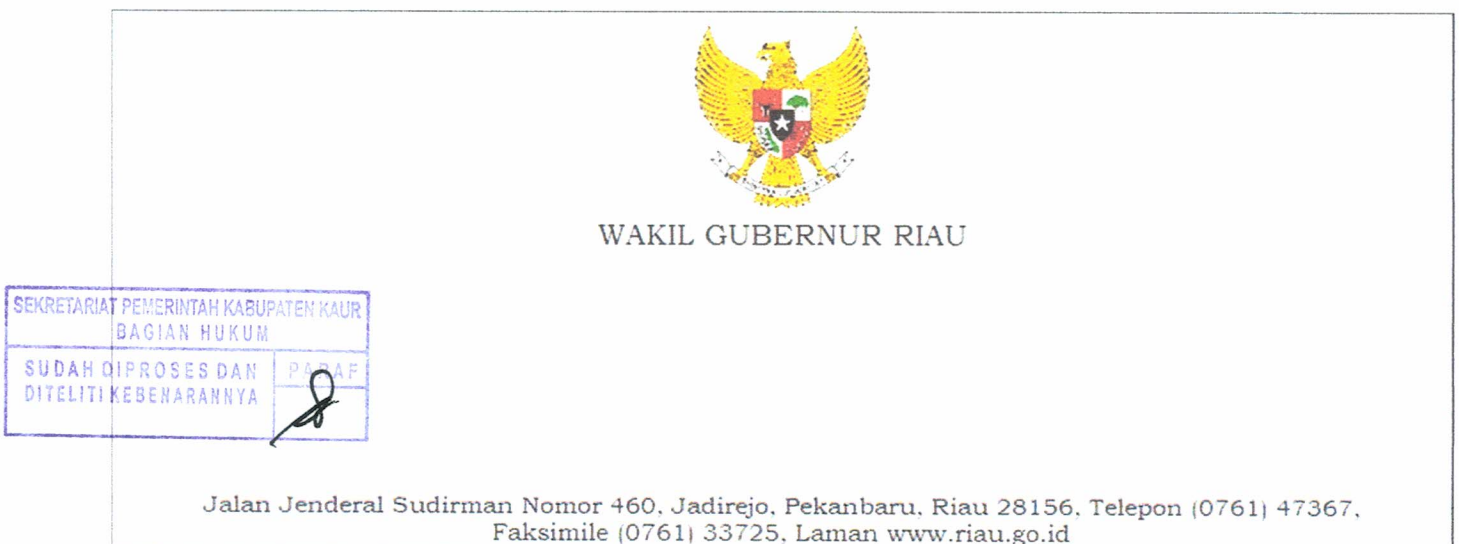 WAKIL GUBERNUR RIAU
SEKRETARIAT PEMERINTAH KABUPATEN KAUR
BAGIAN HUKUM
SUDAH DIPROSES DAN
DITELITI KEBENARANNYA
PARAF
Jalan Jenderal Sudirman Nomor 460, Jadirejo, Pekanbaru, Riau 28156, Telepon (0761) 47367,
Faksimile (0761) 33725, Laman www.riau.go.id